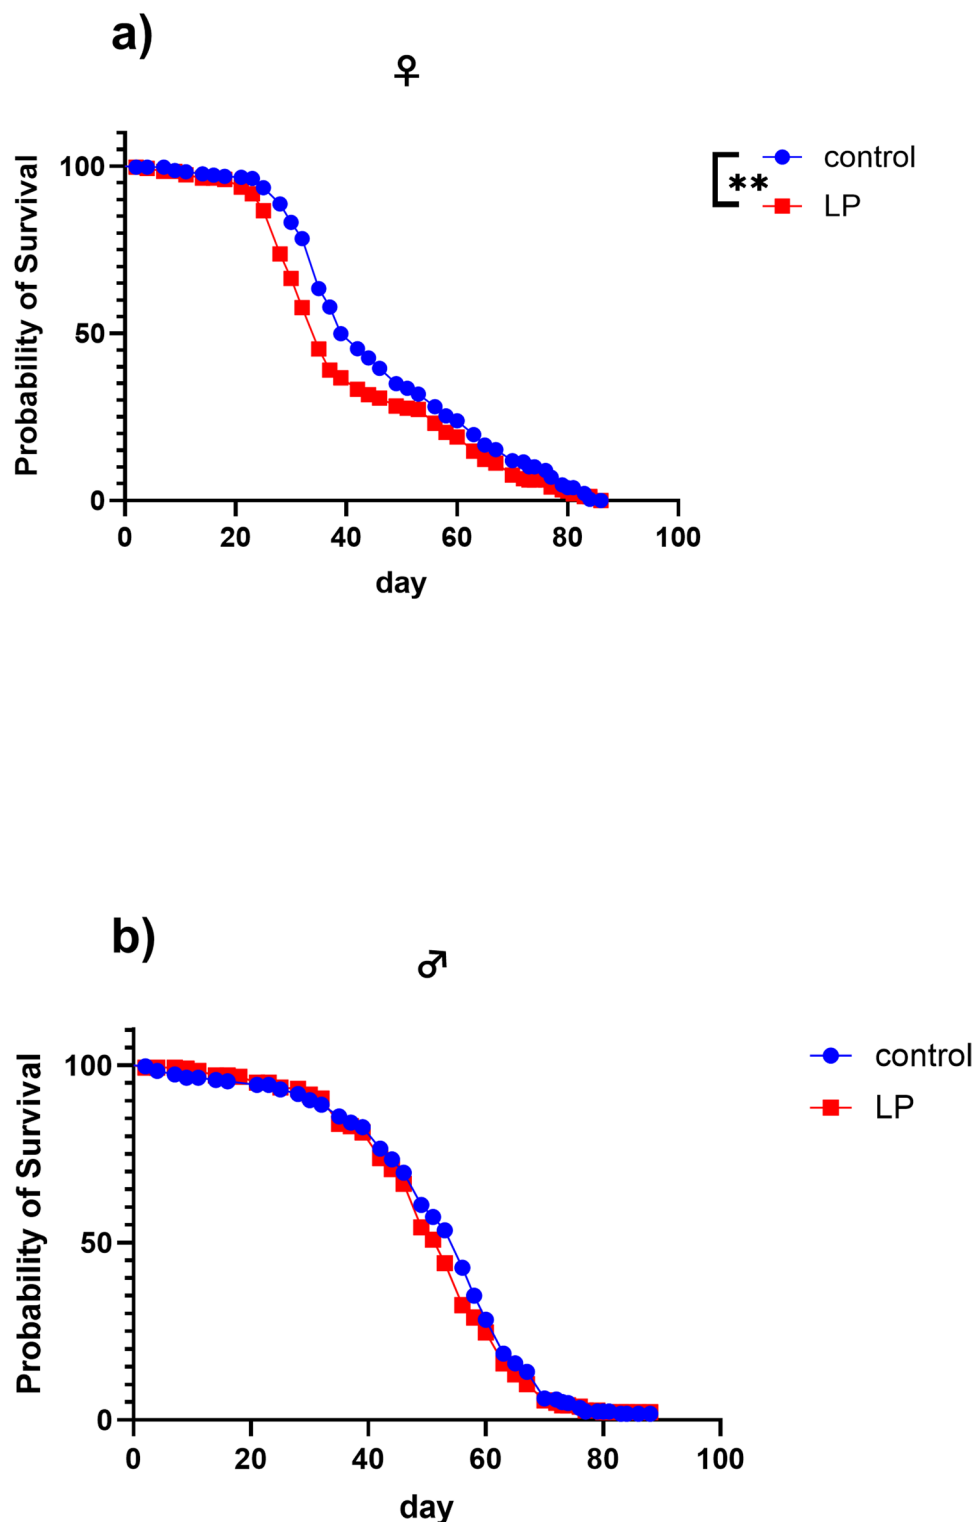 a)
♀
Probability of Survival
100
50
0
0 20 40 60 80 100
day
control
**
LP
b)
♂
Probability of Survival
100
50
0
0 20 40 60 80 100
day
control
LP